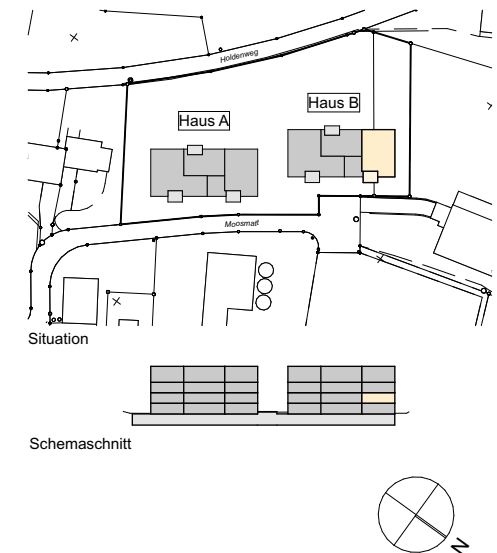 Holdenweg
Haus B
Haus A
Moosmatt
Situation
Schemaschnitt
N